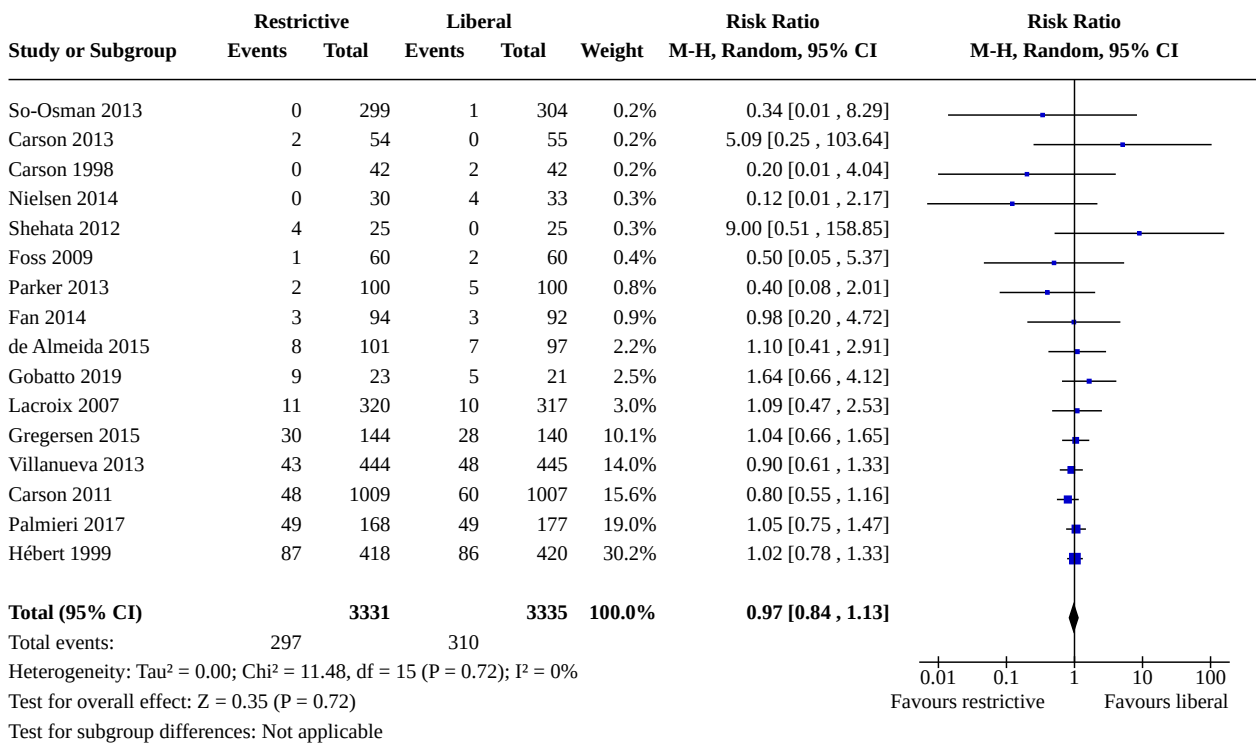 Restrictive Liberal Risk Ratio Risk Ratio
Study or Subgroup Events Total Events Total Weight M-H, Random, 95% CI M-H, Random, 95% CI
So-Osman 2013 0 299 1 304 0.2% 0.34 [0.01 , 8.29]
Carson 2013 2 54 0 55 0.2% 5.09 [0.25 , 103.64]
Carson 1998 0 42 2 42 0.2% 0.20 [0.01 , 4.04]
Nielsen 2014 0 30 4 33 0.3% 0.12 [0.01 , 2.17]
Shehata 2012 4 25 0 25 0.3% 9.00 [0.51 , 158.85]
Foss 2009 1 60 2 60 0.4% 0.50 [0.05 , 5.37]
Parker 2013 2 100 5 100 0.8% 0.40 [0.08 , 2.01]
Fan 2014 3 94 3 92 0.9% 0.98 [0.20 , 4.72]
de Almeida 2015 8 101 7 97 2.2% 1.10 [0.41 , 2.91]
Gobatto 2019 9 23 5 21 2.5% 1.64 [0.66 , 4.12]
Lacroix 2007 11 320 10 317 3.0% 1.09 [0.47 , 2.53]
Gregersen 2015 30 144 28 140 10.1% 1.04 [0.66 , 1.65]
Villanueva 2013 43 444 48 445 14.0% 0.90 [0.61 , 1.33]
Carson 2011 48 1009 60 1007 15.6% 0.80 [0.55 , 1.16]
Palmieri 2017 49 168 49 177 19.0% 1.05 [0.75 , 1.47]
Hébert 1999 87 418 86 420 30.2% 1.02 [0.78 , 1.33]
Total (95% CI) 3331 3335 100.0% 0.97 [0.84 , 1.13]
Total events: 297 310
Heterogeneity: Tau² = 0.00; Chi² = 11.48, df = 15 (P = 0.72); I² = 0%
0.01 0.1 1 10 100
Test for overall effect: Z = 0.35 (P = 0.72) Favours restrictive Favours liberal
Test for subgroup differences: Not applicable